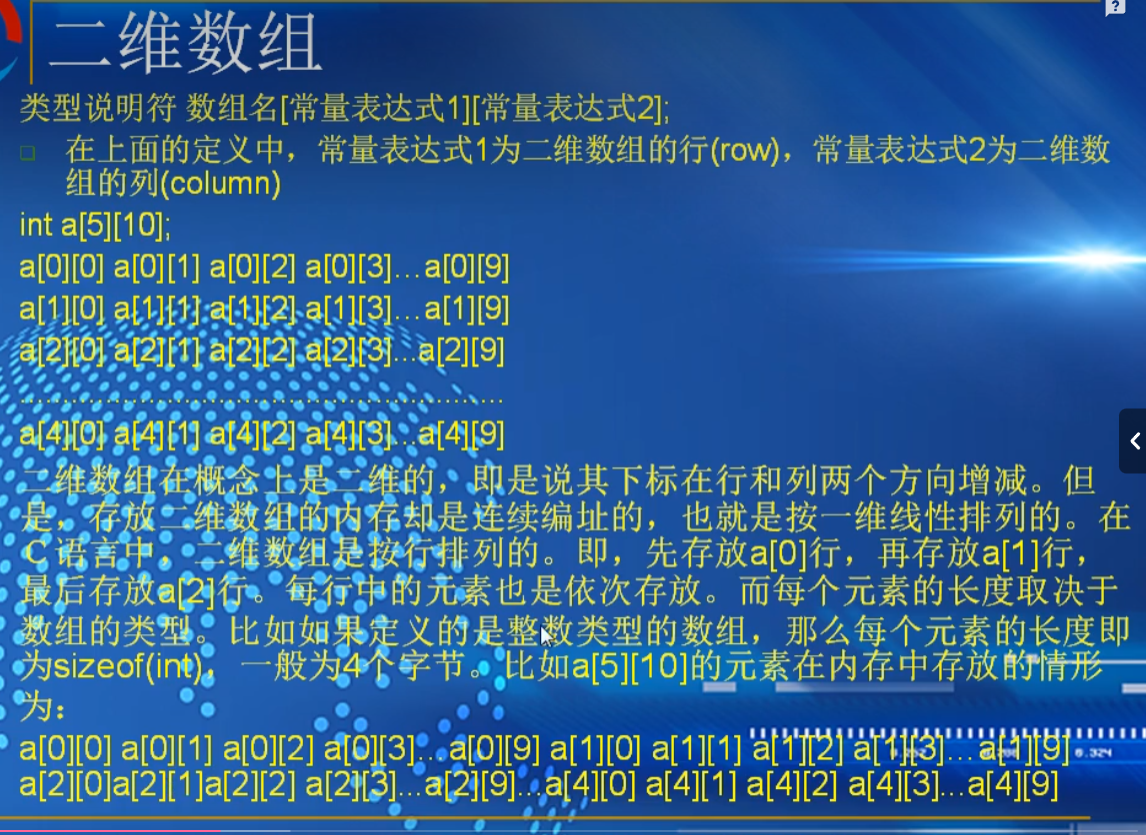 二维数组
类型说明符 数组名[常量表达式1][常量表达式2];
在上面的定义中，常量表达式1为二维数组的行(row)，常量表达式2为二维数
组的列(column)
int a[5][10];
a[0][0] a[0][1] a[0][2] a[0][3]…a[0][9]
a[1][0] a[1][1] a[1][2] a[1][3]…a[1][9]
a[2][0] a[2][1] a[2][2] a[2][3]…a[2][9]
………………………………………
a[4][0] a[4][1] a[4][2] a[4][3]…a[4][9]
二维数组在概念上是二维的，即是说其下标在行和列两个方向增减。但
是，存放二维数组的内存却是连续编址的，也就是按一维线性排列的。在
C语言中，二维数组是按行排列的。即，先存放a[0]行，再存放a[1]行，
最后存放a[2]行。每行中的元素也是依次存放。而每个元素的长度取决于
数组的类型。比如如果定义的是整数类型的数组，那么每个元素的长度即
为sizeof(int)，一般为4个字节。比如a[5][10]的元素在内存中存放的情形
为：
a[0][0] a[0][1] a[0][2] a[0][3]…a[0][9] a[1][0] a[1][1] a[1][2] a[1][3]…a[1][9]
a[2][0]a[2][1]a[2][2] a[2][3]…a[2][9]…a[4][0] a[4][1] a[4][2] a[4][3]…a[4][9]
6.324